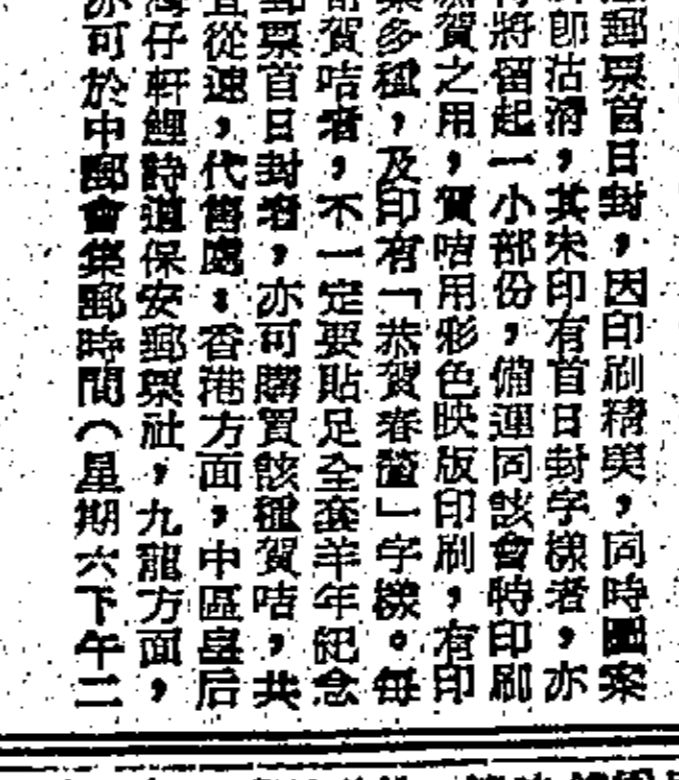 郵票首日封，因印刷精美，同時圖案
即沽清，其未印有首日封字樣者，亦
將留起一小部份，備連同該會特印刷
賀之用，賀咭用彩色映版印刷，有印
多種，及印有「恭賀春釐」字樣。每
賀咭者，不一定要貼足全套羊年紀念
票首日封者，亦可購買該種賀咭，共
從速，代售處：香港方面，中區皇后
仔軒鯉詩道保安郵票社，九龍方面，
亦可於中郵會集郵時間（星期六下午二